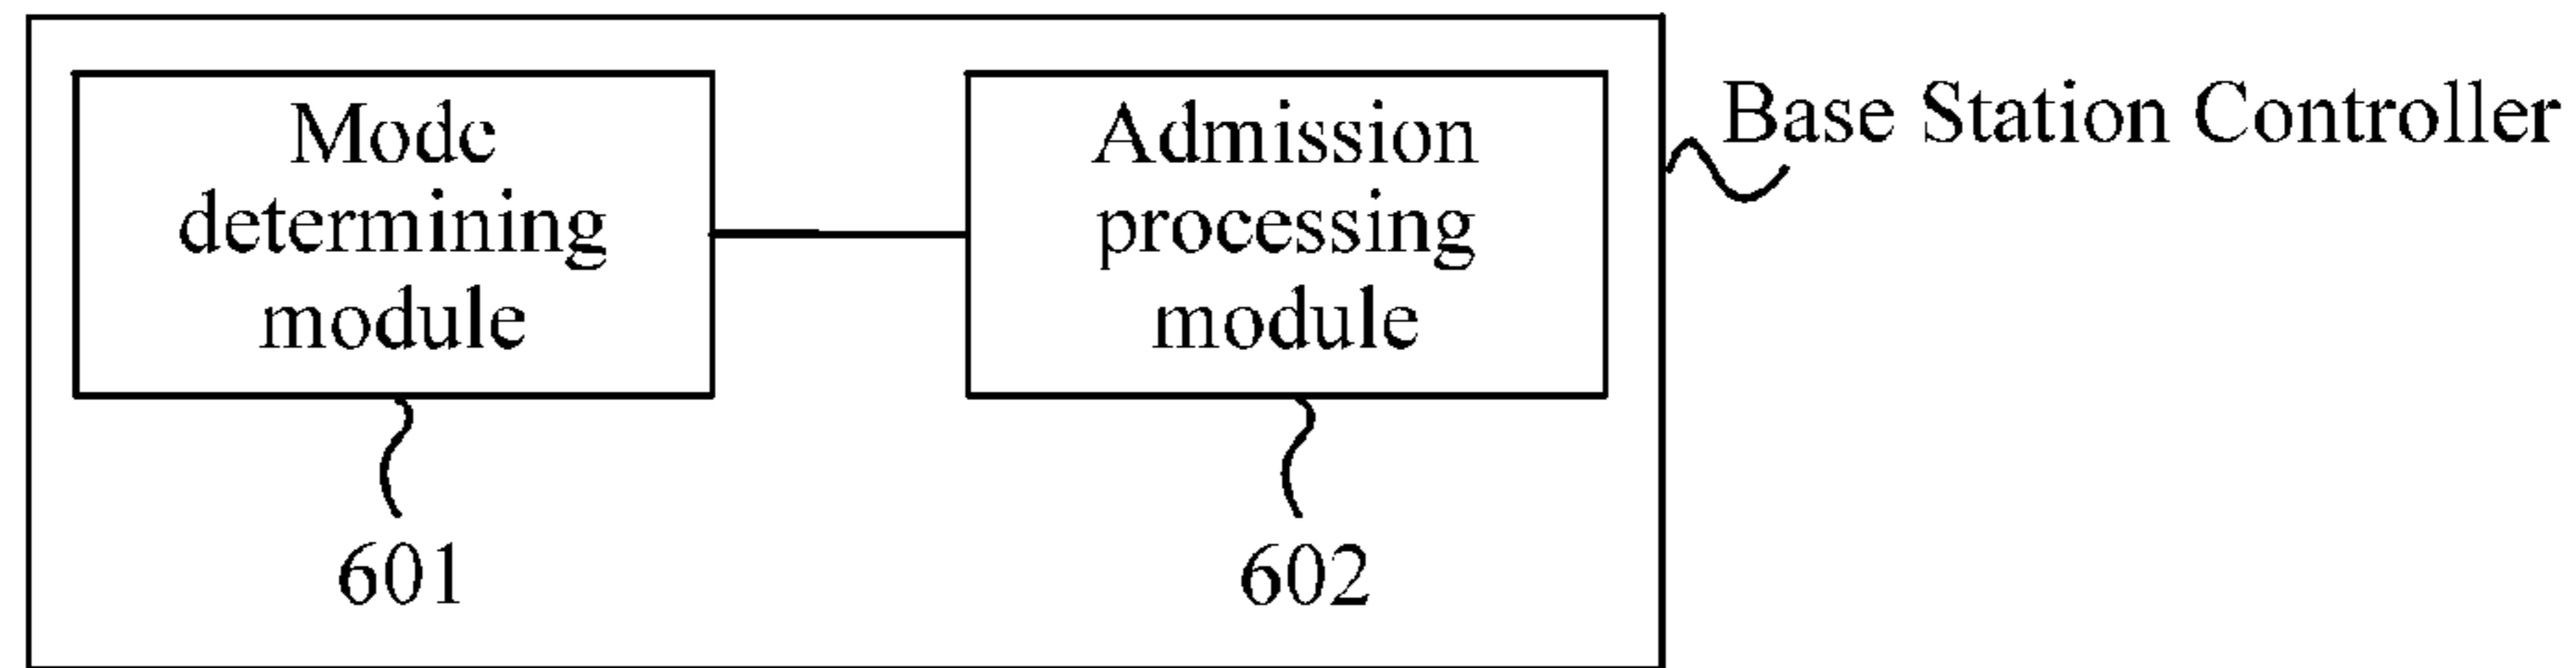 Mode
determining
module
Admission
processing
module
Base Station Controller
601
602